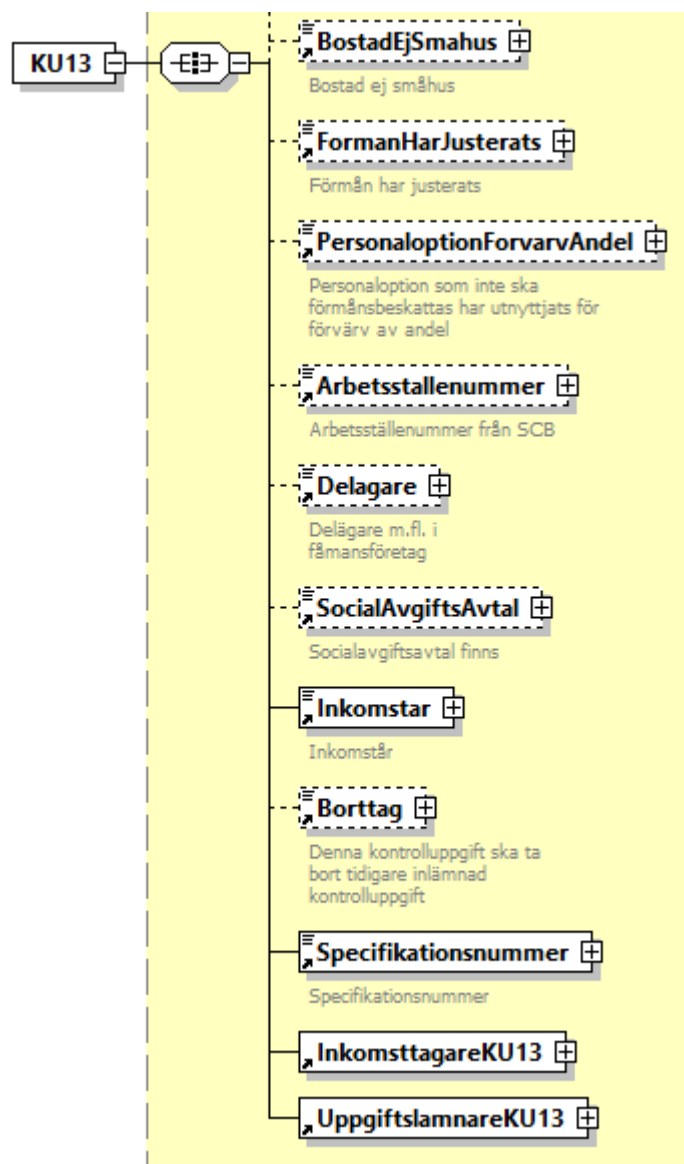 KU13
BostadEjSmahus
Bostad ej småhus
FormanHarJusterats
Förmån har justerats
PersonaloptionForvarvAndel
Personaloption som inte ska
förmånsbeskattas har utnyttjats för
förvärv av andel
Arbetsstallenummer
Arbetsställenummer från SCB
Delagare
Delägare m.fl. i
fåmansföretag
SocialAvgiftsAvtal
Socialavgiftsavtal finns
Inkomstar
Inkomstår
Borttag
Denna kontrolluppgift ska ta
bort tidigare inlämnad
kontrolluppgift
Specifikationsnummer
Specifikationsnummer
InkomsttagareKU13
UppgiftslamnareKU13